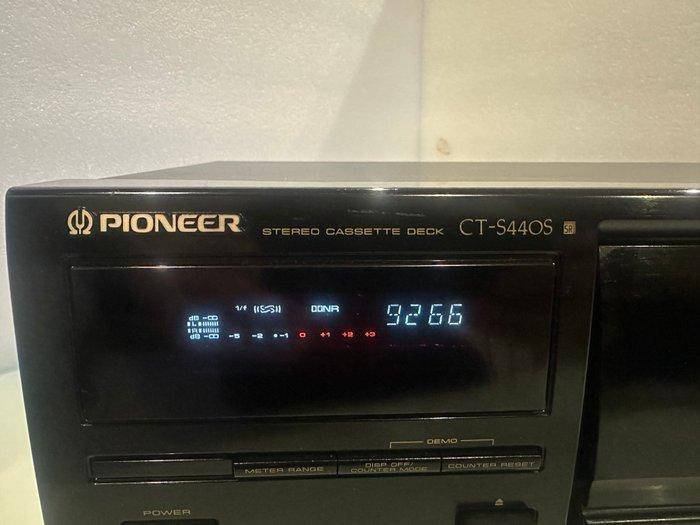 PIONEER STEREO CASSETTE DECK CT-S440S
1/f DDNR 9266
dB -∞
L
R
dB -∞ -5 -2 •-1 0 +1 +2 +3
DEMO
METER RANGE DISP OFF/ COUNTER MODE COUNTER RESET
POWER